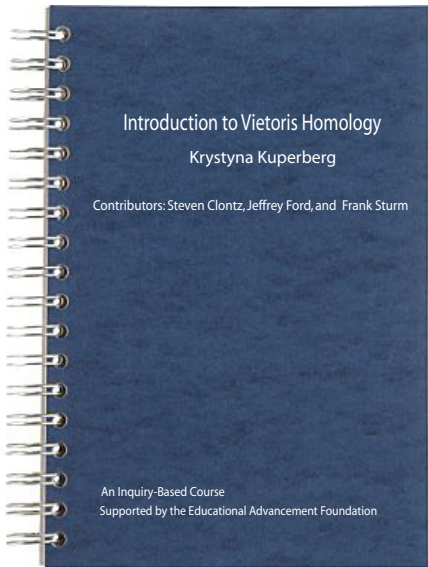 Introduction to Vietoris Homology
Krystyna Kuperberg
Contributors: Steven Clontz, Jeffrey Ford, and Frank Sturm
An Inquiry-Based Course
Supported by the Educational Advancement Foundation